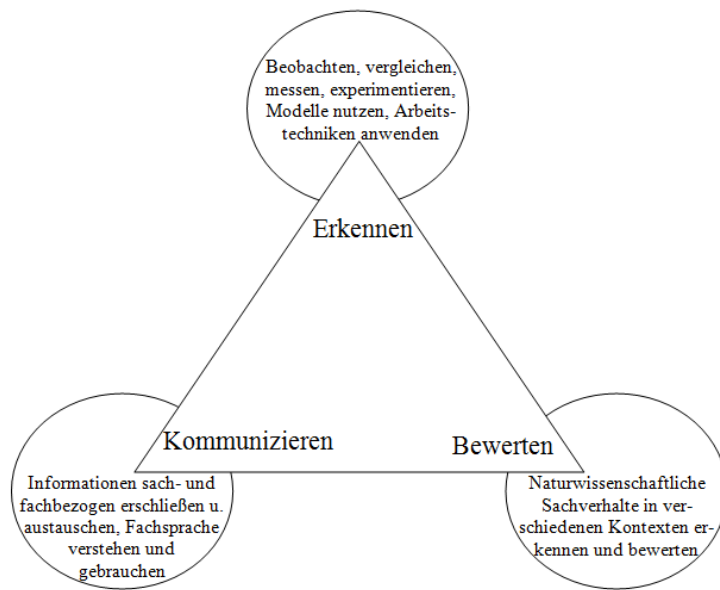 Beobachten, vergleichen,
messen, experimentieren,
Modelle nutzen, Arbeits-
techniken anwenden
Erkennen
Kommunizieren
Bewerten
Informationen sach- und
fachbezogen erschließen u.
austauschen, Fachsprache
verstehen und
gebrauchen
Naturwissenschaftliche
Sachverhalte in ver-
schiedenen Kontexten er-
kennen und bewerten